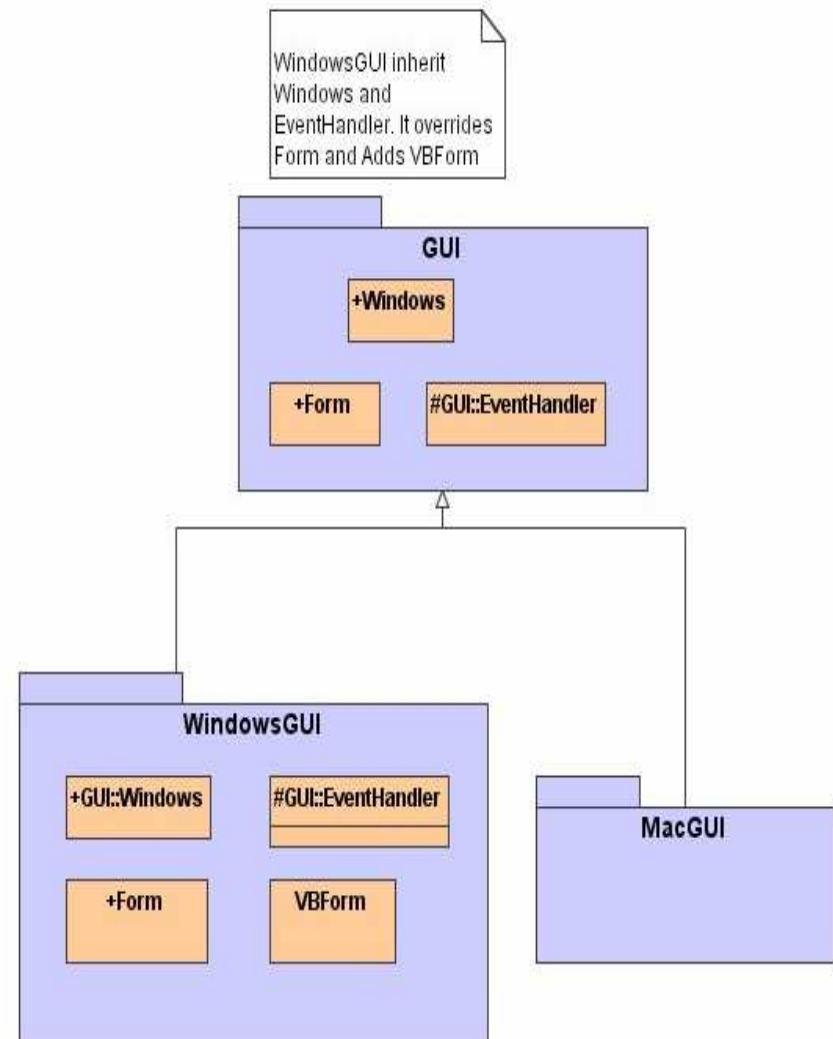 WindowsGUI inherit
Windows and
EventHandler. It overrides
Form and Adds VBForm
GUI
+Windows
+Form
#GUI::EventHandler
WindowsGUI
+GUI::Windows
#GUI::EventHandler
+Form
VBForm
MacGUI